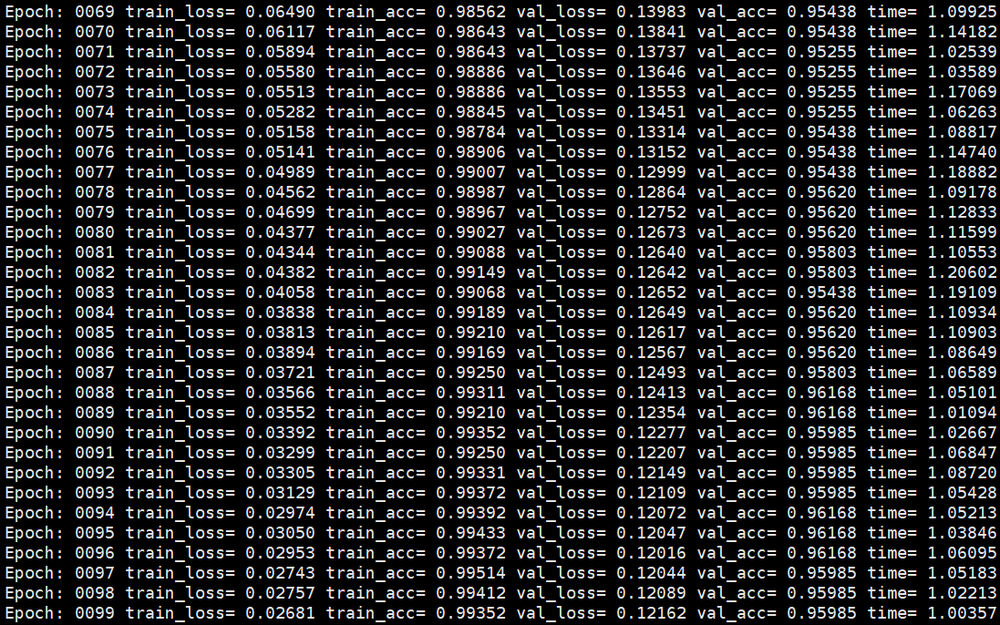 Epoch: 0069 train_loss= 0.06490 train_acc= 0.98562 val_loss= 0.13983 val_acc= 0.95438 time= 1.09925
Epoch: 0070 train_loss= 0.06117 train_acc= 0.98643 val_loss= 0.13841 val_acc= 0.95438 time= 1.14182
Epoch: 0071 train_loss= 0.05894 train_acc= 0.98643 val_loss= 0.13737 val_acc= 0.95255 time= 1.02539
Epoch: 0072 train_loss= 0.05580 train_acc= 0.98886 val_loss= 0.13646 val_acc= 0.95255 time= 1.03589
Epoch: 0073 train_loss= 0.05513 train_acc= 0.98886 val_loss= 0.13553 val_acc= 0.95255 time= 1.17069
Epoch: 0074 train_loss= 0.05282 train_acc= 0.98845 val_loss= 0.13451 val_acc= 0.95255 time= 1.06263
Epoch: 0075 train_loss= 0.05158 train_acc= 0.98784 val_loss= 0.13314 val_acc= 0.95438 time= 1.08817
Epoch: 0076 train_loss= 0.05141 train_acc= 0.98906 val_loss= 0.13152 val_acc= 0.95438 time= 1.14740
Epoch: 0077 train_loss= 0.04989 train_acc= 0.99007 val_loss= 0.12999 val_acc= 0.95438 time= 1.18882
Epoch: 0078 train_loss= 0.04562 train_acc= 0.98987 val_loss= 0.12864 val_acc= 0.95620 time= 1.09178
Epoch: 0079 train_loss= 0.04699 train_acc= 0.98967 val_loss= 0.12752 val_acc= 0.95620 time= 1.12833
Epoch: 0080 train_loss= 0.04377 train_acc= 0.99027 val_loss= 0.12673 val_acc= 0.95620 time= 1.11599
Epoch: 0081 train_loss= 0.04344 train_acc= 0.99088 val_loss= 0.12640 val_acc= 0.95803 time= 1.10553
Epoch: 0082 train_loss= 0.04382 train_acc= 0.99149 val_loss= 0.12642 val_acc= 0.95803 time= 1.20602
Epoch: 0083 train_loss= 0.04058 train_acc= 0.99068 val_loss= 0.12652 val_acc= 0.95438 time= 1.19109
Epoch: 0084 train_loss= 0.03838 train_acc= 0.99189 val_loss= 0.12649 val_acc= 0.95620 time= 1.10934
Epoch: 0085 train_loss= 0.03813 train_acc= 0.99210 val_loss= 0.12617 val_acc= 0.95620 time= 1.10903
Epoch: 0086 train_loss= 0.03894 train_acc= 0.99169 val_loss= 0.12567 val_acc= 0.95620 time= 1.08649
Epoch: 0087 train_loss= 0.03721 train_acc= 0.99250 val_loss= 0.12493 val_acc= 0.95803 time= 1.06589
Epoch: 0088 train_loss= 0.03566 train_acc= 0.99311 val_loss= 0.12413 val_acc= 0.96168 time= 1.05101
Epoch: 0089 train_loss= 0.03552 train_acc= 0.99210 val_loss= 0.12354 val_acc= 0.96168 time= 1.01094
Epoch: 0090 train_loss= 0.03392 train_acc= 0.99352 val_loss= 0.12277 val_acc= 0.95985 time= 1.02667
Epoch: 0091 train_loss= 0.03299 train_acc= 0.99250 val_loss= 0.12207 val_acc= 0.95985 time= 1.06847
Epoch: 0092 train_loss= 0.03305 train_acc= 0.99331 val_loss= 0.12149 val_acc= 0.95985 time= 1.08720
Epoch: 0093 train_loss= 0.03129 train_acc= 0.99372 val_loss= 0.12109 val_acc= 0.95985 time= 1.05428
Epoch: 0094 train_loss= 0.02974 train_acc= 0.99392 val_loss= 0.12072 val_acc= 0.96168 time= 1.05213
Epoch: 0095 train_loss= 0.03050 train_acc= 0.99433 val_loss= 0.12047 val_acc= 0.96168 time= 1.03846
Epoch: 0096 train_loss= 0.02953 train_acc= 0.99372 val_loss= 0.12016 val_acc= 0.96168 time= 1.06095
Epoch: 0097 train_loss= 0.02743 train_acc= 0.99514 val_loss= 0.12044 val_acc= 0.95985 time= 1.05183
Epoch: 0098 train_loss= 0.02757 train_acc= 0.99412 val_loss= 0.12089 val_acc= 0.95985 time= 1.02213
Epoch: 0099 train_loss= 0.02681 train_acc= 0.99352 val_loss= 0.12162 val_acc= 0.95985 time= 1.00357